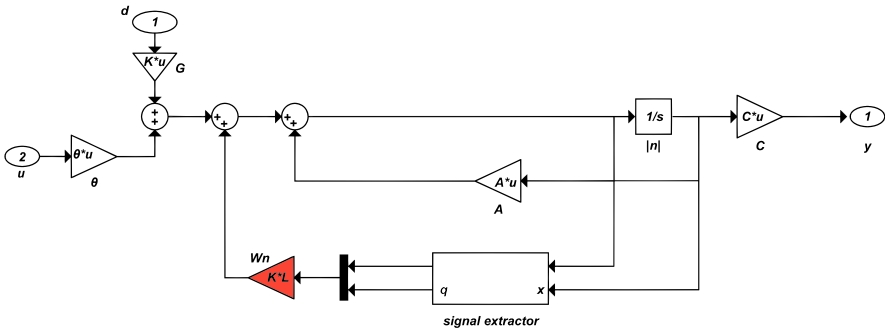 d
1
K*u
G
+
+
+
+
+
+
1/s
|n|
C*u
C
1
y
2
u
θ*u
θ
A*u
A
Wn
K*L
q
x
signal extractor